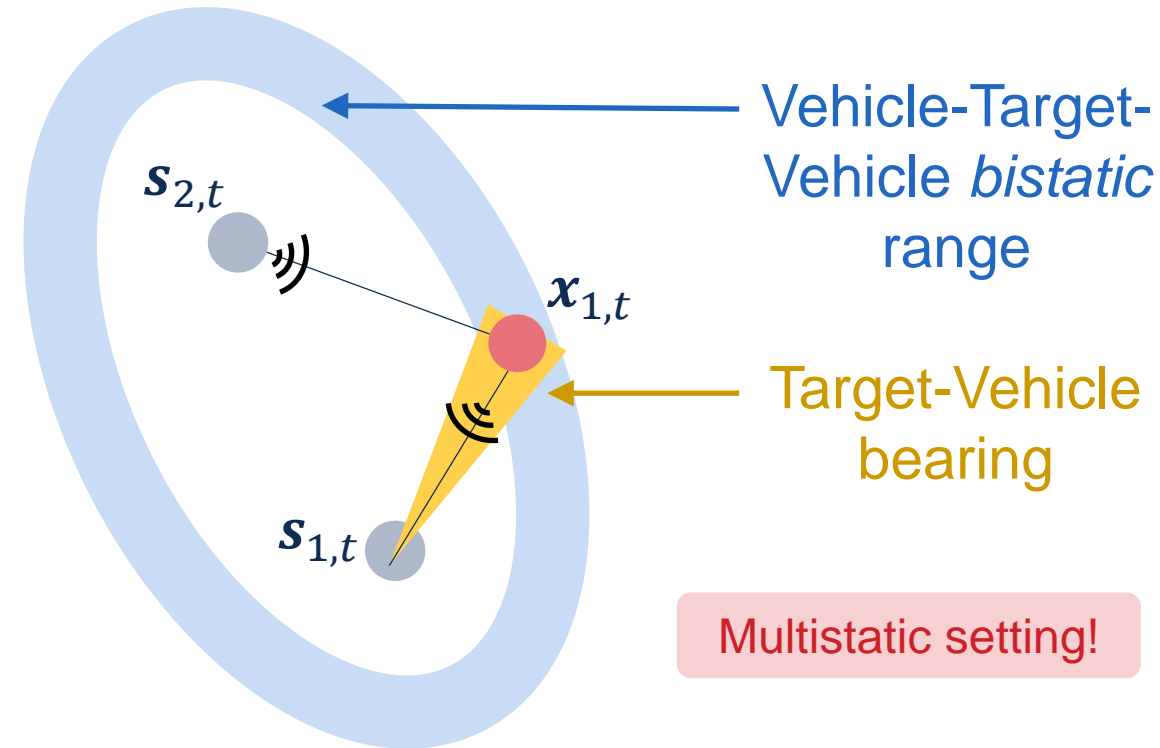 Vehicle-Target-
Vehicle bistatic
range
s2,t
x1,t
Target-Vehicle
bearing
s1,t
Multistatic setting!